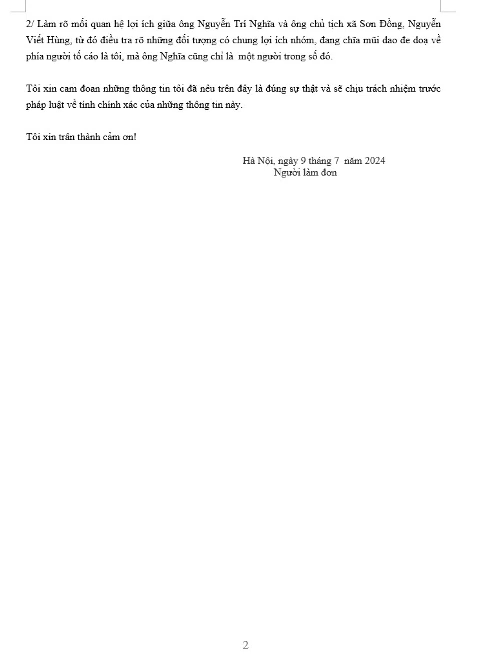 2/ Làm rõ mối quan hệ lợi ích giữa ông Nguyễn Trí Nghĩa và ông chủ tịch xã Sơn Đồng, Nguyễn
Viết Hùng, từ đó điều tra rõ những đối tượng có chung lợi ích nhóm, đang chĩa mũi dao đe doạ về
phía người tố cáo là tôi, mà ông Nghĩa cũng chỉ là một người trong số đó.
Tôi xin cam đoan những thông tin tôi đã nêu trên đây là đúng sự thật và sẽ chịu trách nhiệm trước
pháp luật về tính chính xác của những thông tin này.
Tôi xin trân thành cảm ơn!
Hà Nội, ngày 9 tháng 7 năm 2024
Người làm đơn
2